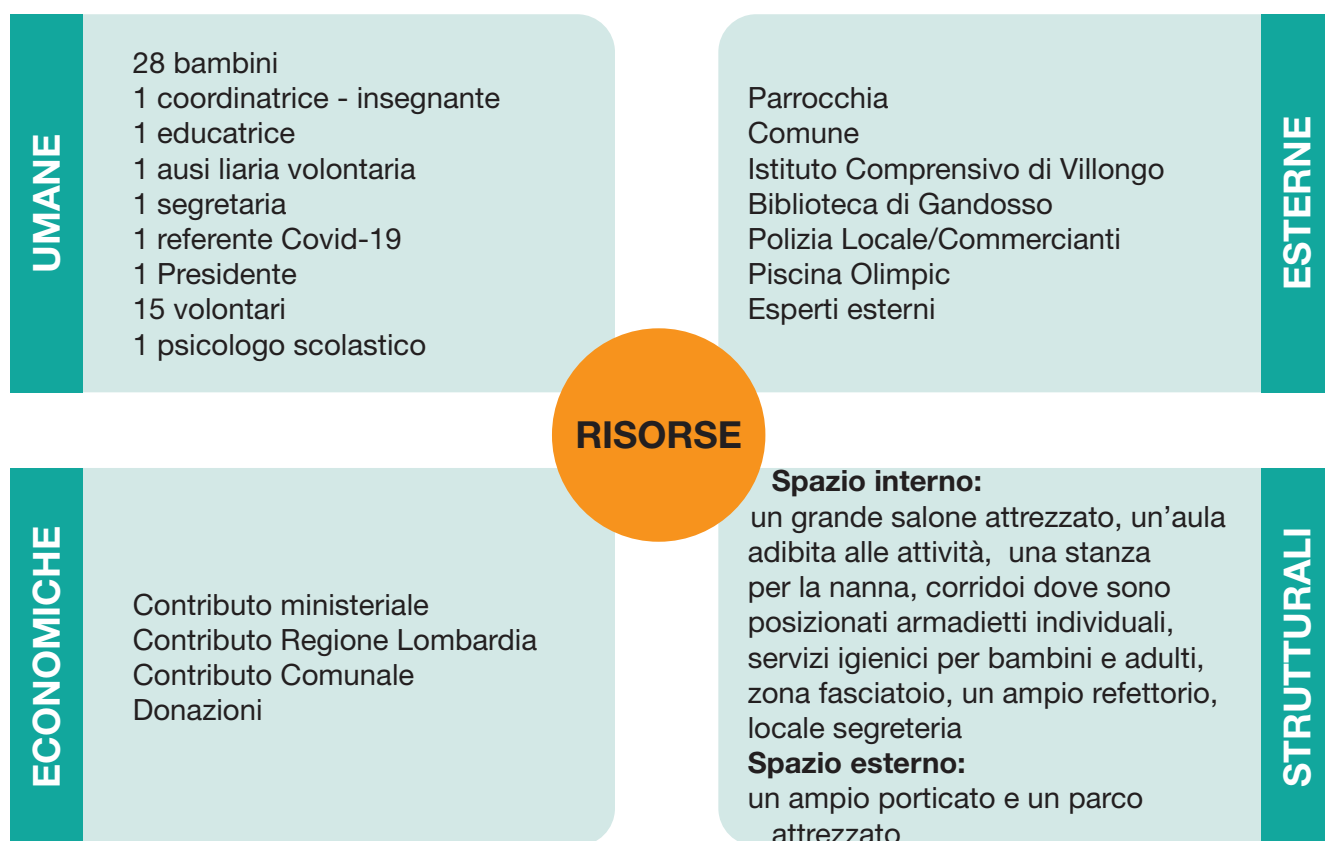 UMANE
28 bambini
1 coordinatrice - insegnante
1 educatrice
1 ausi liaria volontaria
1 segretaria
1 referente Covid-19
1 Presidente
15 volontari
1 psicologo scolastico
ESTERNE
Parrocchia
Comune
Istituto Comprensivo di Villongo
Biblioteca di Gandosso
Polizia Locale/Commercianti
Piscina Olimpic
Esperti esterni
RISORSE
ECONOMICHE
Contributo ministeriale
Contributo Regione Lombardia
Contributo Comunale
Donazioni
STRUTTURALI
Spazio interno:
un grande salone attrezzato, un’aula
adibita alle attività, una stanza
per la nanna, corridoi dove sono
posizionati armadietti individuali,
servizi igienici per bambini e adulti,
zona fasciatoio, un ampio refettorio,
locale segreteria
Spazio esterno:
un ampio porticato e un parco
attrezzato